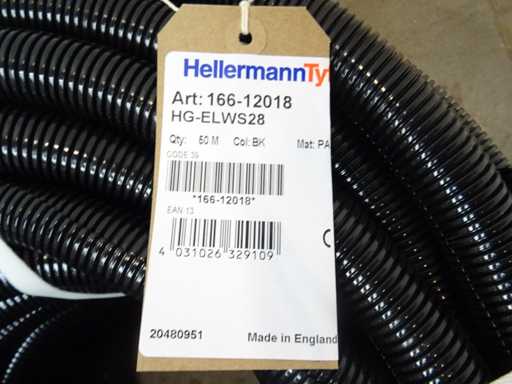 HellermannTy
Art: 166-12018
HG-ELWS28
Qty: 50 M Col: BK Mat: PA
CODE 39
*166-12018*
EAN 13
4 031026 329109
20480951 Made in England